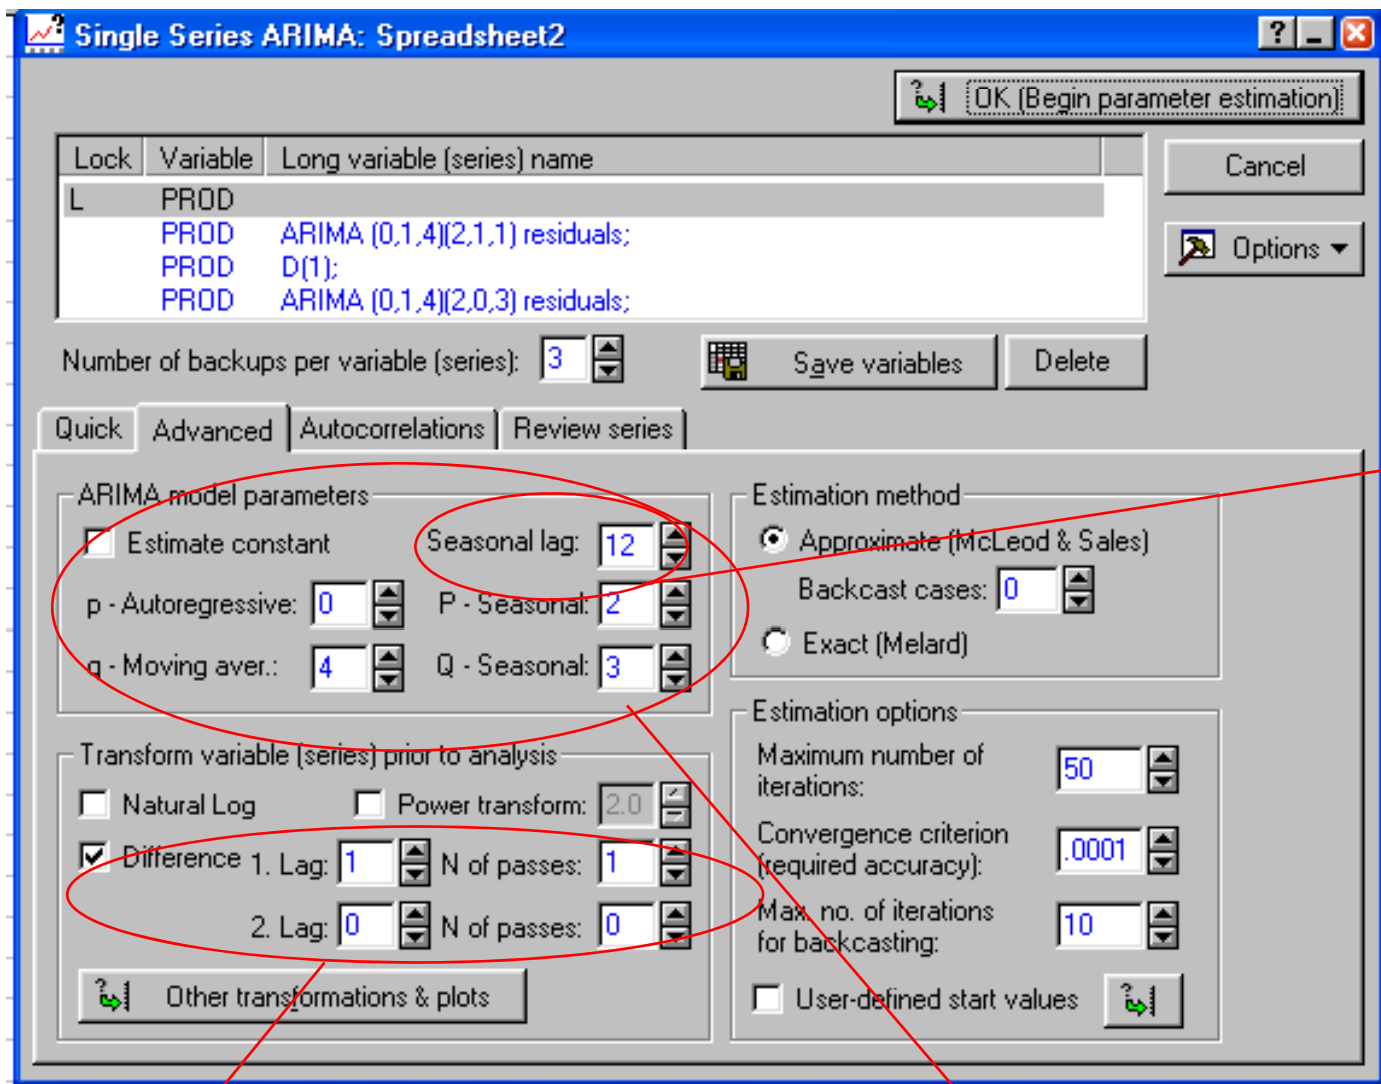 Single Series ARIMA: Spreadsheet2
OK (Begin parameter estimation)
Lock Variable Long variable (series) name
Cancel
L PROD
PROD ARIMA (0,1,4)(2,1,1) residuals;
PROD D(1);
PROD ARIMA (0,1,4)(2,0,3) residuals;
Options
Number of backups per variable (series): 3
Save variables
Delete
Quick Advanced Autocorrelations Review series
ARIMA model parameters
Estimate constant Seasonal lag: 12
p - Autoregressive: 0 P - Seasonal: 2
q - Moving aver.: 4 Q - Seasonal: 3
Estimation method
Approximate (McLeod & Sales)
Backcast cases: 0
Exact (Melard)
Transform variable (series) prior to analysis
Natural Log Power transform: 2.0
Difference 1. Lag: 1 N of passes: 1
2. Lag: 0 N of passes: 0
Other transformations & plots
Estimation options
Maximum number of
iterations: 50
Convergence criterion
(required accuracy): .0001
Max. no. of iterations
for backcasting: 10
User-defined start values